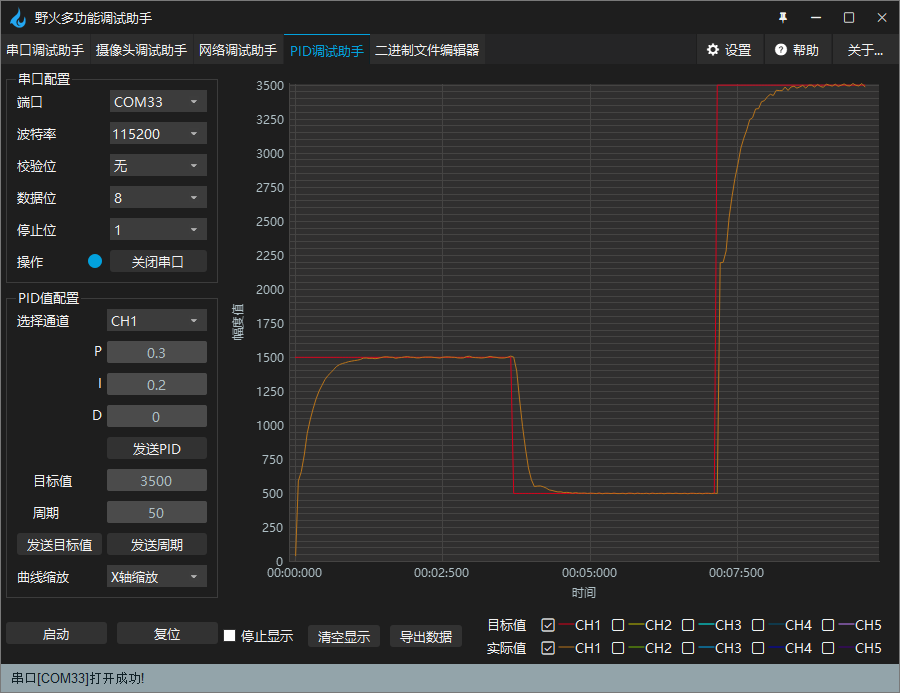 野火多功能调试助手
串口调试助手 摄像头调试助手 网络调试助手 PID调试助手 二进制文件编辑器 设置 帮助 关于...
串口配置
端口 COM33
波特率 115200
校验位 无
数据位 8
停止位 1
操作 关闭串口
PID值配置
选择通道 CH1
P 0.3
I 0.2
D 0
发送PID
目标值 3500
周期 50
发送目标值 发送周期
曲线缩放 X轴缩放
启动 复位
停止显示 清空显示 导出数据
幅度值
3500
3250
3000
2750
2500
2250
2000
1750
1500
1250
1000
750
500
250
0
00:00:000 00:02:500 00:05:000 00:07:500
时间
目标值 CH1 CH2 CH3 CH4 CH5
实际值 CH1 CH2 CH3 CH4 CH5
串口[COM33]打开成功!